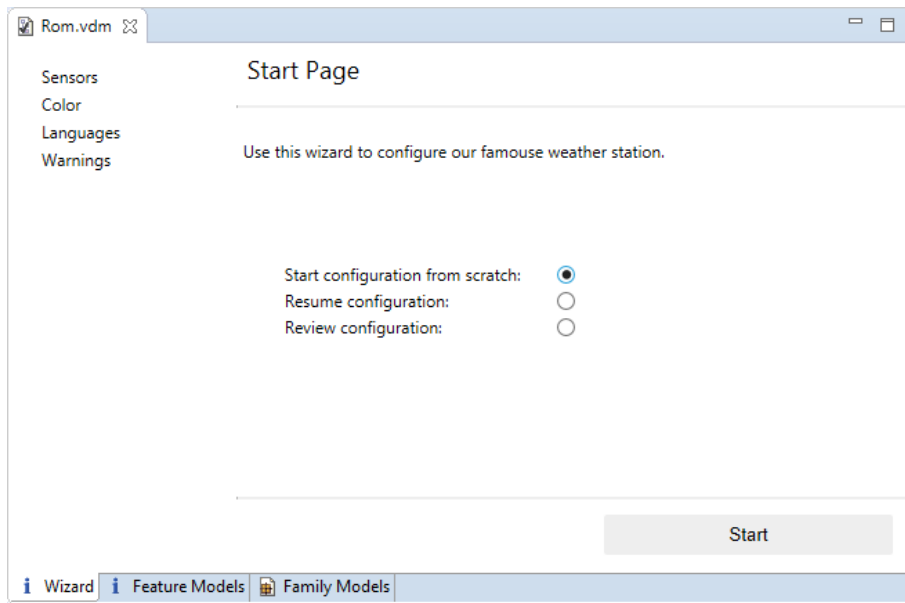 Rom.vdm
Sensors
Color
Languages
Warnings
Start Page
Use this wizard to configure our famouse weather station.
Start configuration from scratch:
Resume configuration:
Review configuration:
Start
Wizard
Feature Models
Family Models